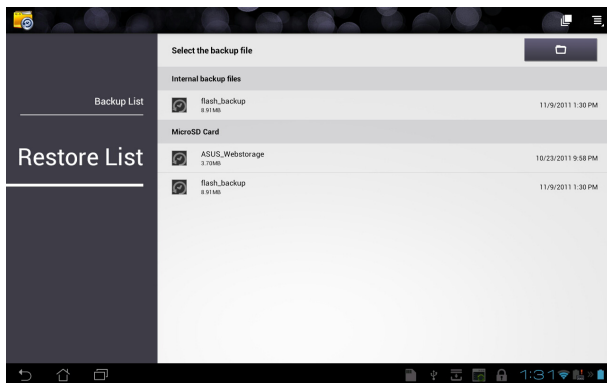 Select the backup file
Internal backup files
Backup List
flash_backup
8.91MB
11/9/2011 1:30 PM
MicroSD Card
Restore List
ASUS_Webstorage
3.70MB
10/23/2011 9:58 PM
flash_backup
8.91MB
11/9/2011 1:30 PM
1:31